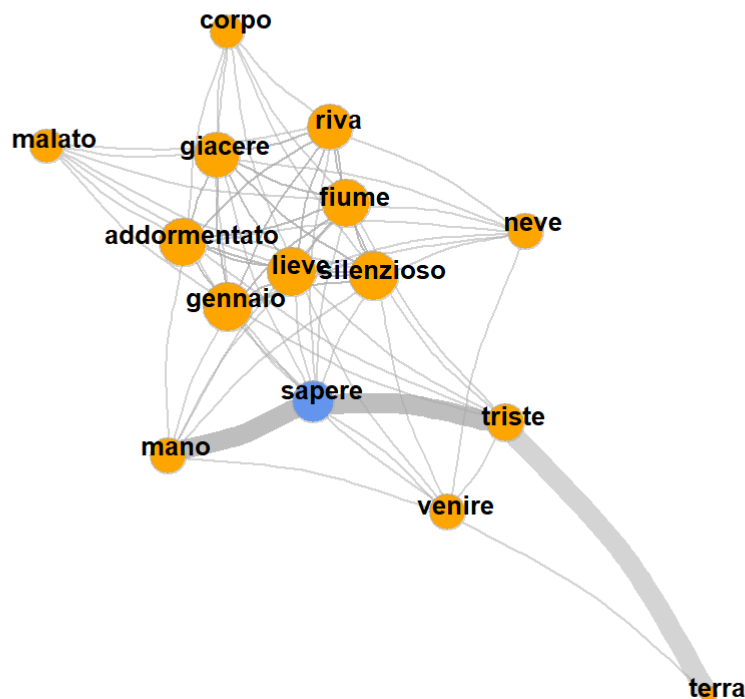 corpo
riva
malato
giacere
fiume
neve
addormentato
lieve
silenzioso
gennaio
sapere
triste
mano
venire
terra